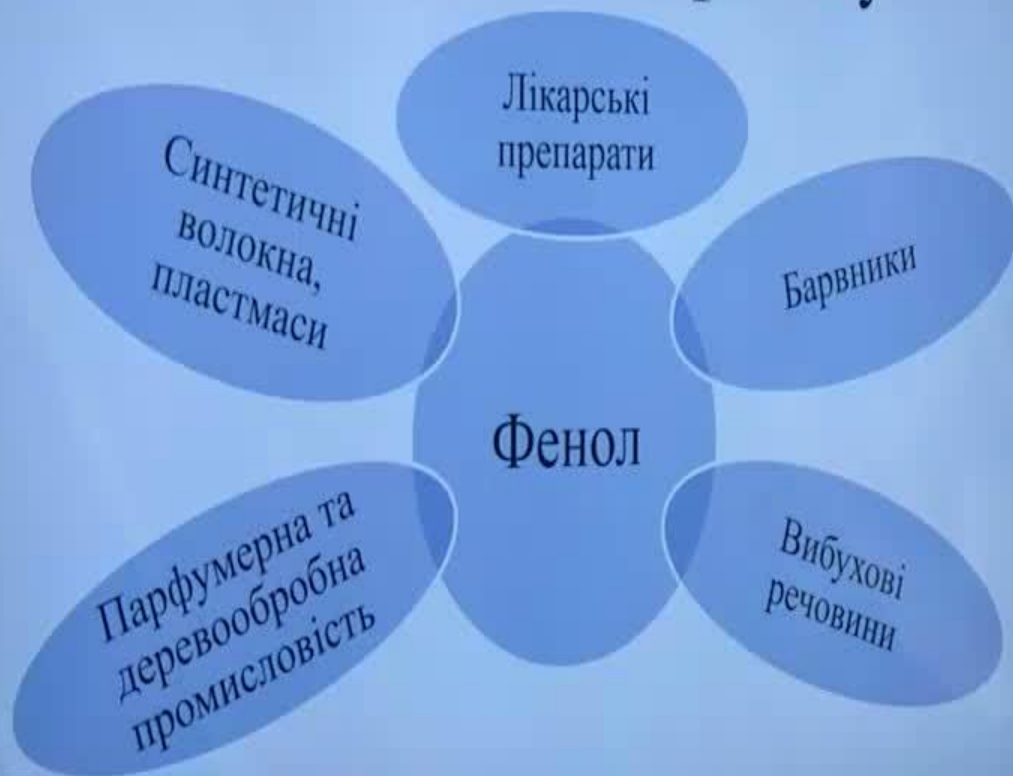 Лікарські
препарати
Синтетичні
волокна,
пластмаси
Барвники
Фенол
Парфумерна та
деревообробна
промисловість
Вибухові
речовини